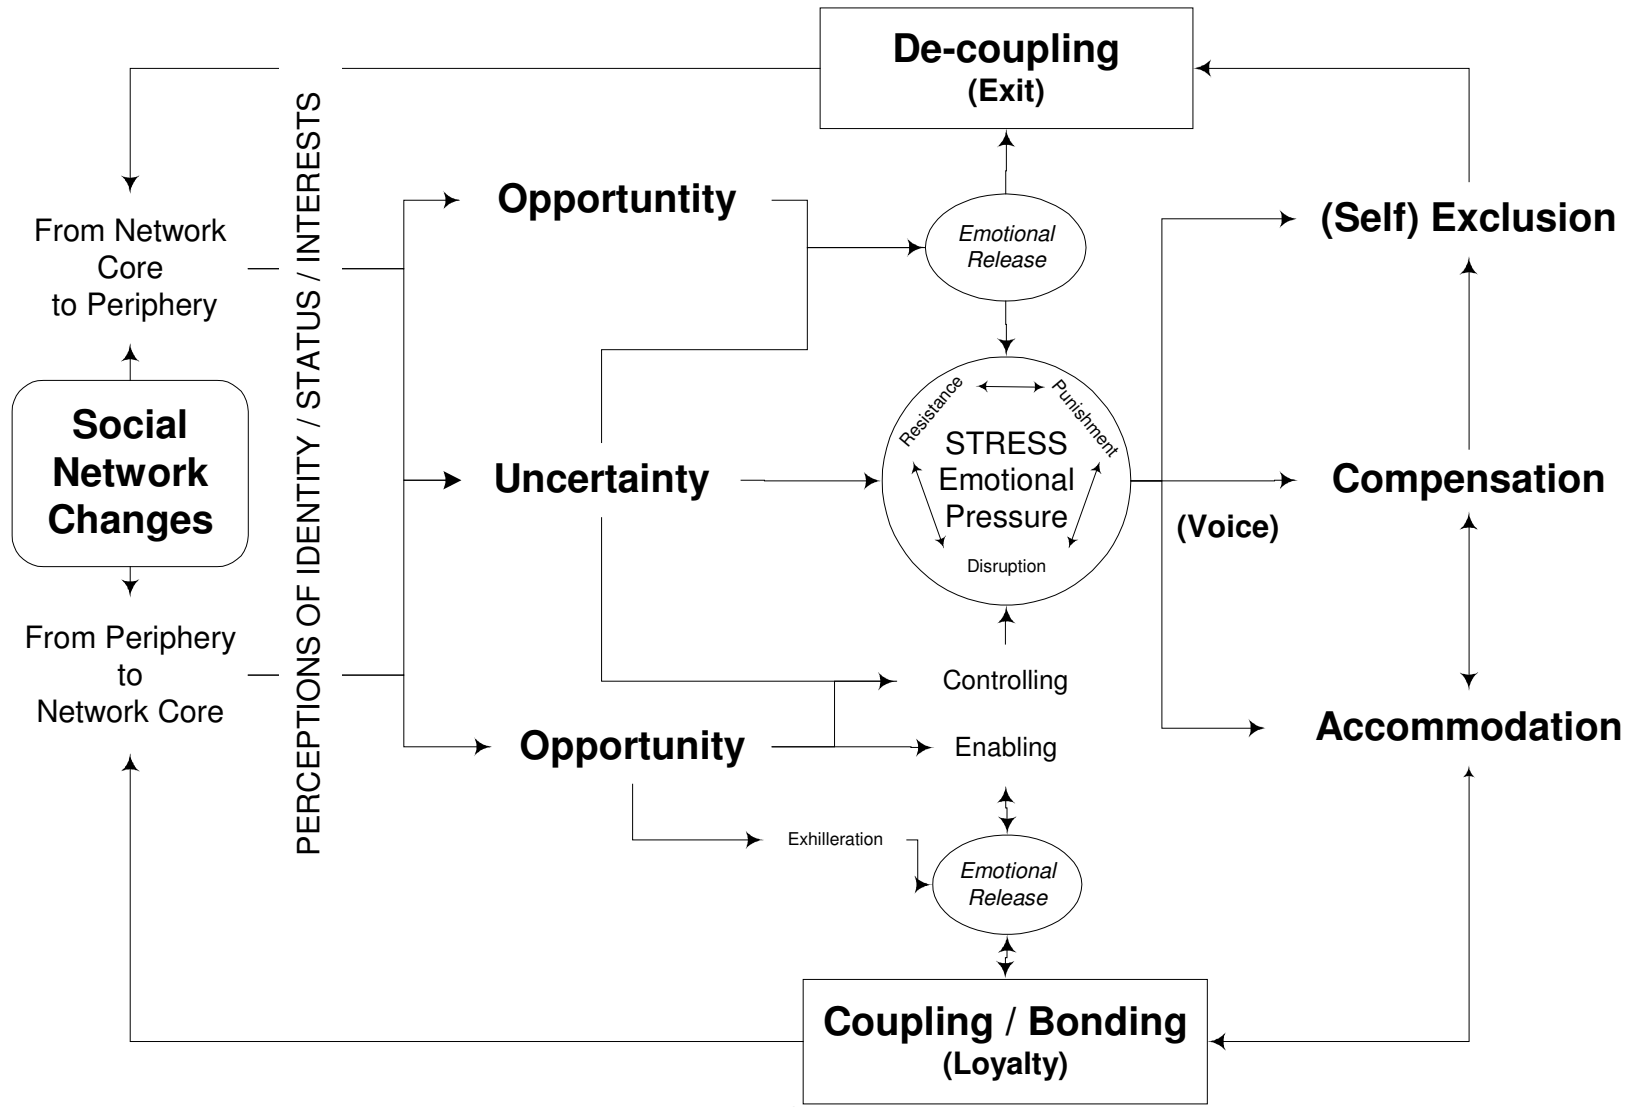 De-coupling
(Exit)
PERCEPTIONS OF IDENTITY / STATUS / INTERESTS
Opportuntity
(Self) Exclusion
From Network
Core
to Periphery
Emotional
Release
Social
Network
Changes
Resistance
Punishment
STRESS
Emotional
Pressure
Disruption
Uncertainty
Compensation
(Voice)
From Periphery
to
Network Core
Controlling
Accommodation
Opportunity
Enabling
Exhilleration
Emotional
Release
Coupling / Bonding
(Loyalty)